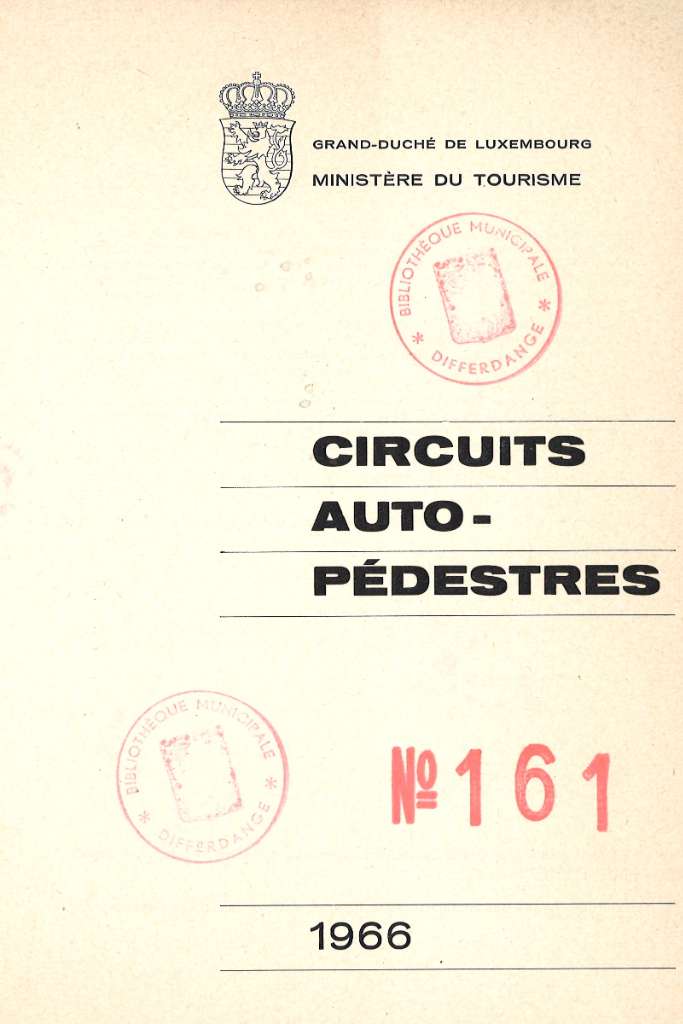 GRAND-DUCHÉ DE LUXEMBOURG
MINISTÈRE DU TOURISME
BIBLIOTHÈQUE MUNICIPALE
* DIFFERDANGE *
CIRCUITS
AUTO-
PÉDESTRES
BIBLIOTHÈQUE MUNICIPALE
* DIFFERDANGE *
Nº 161
1966